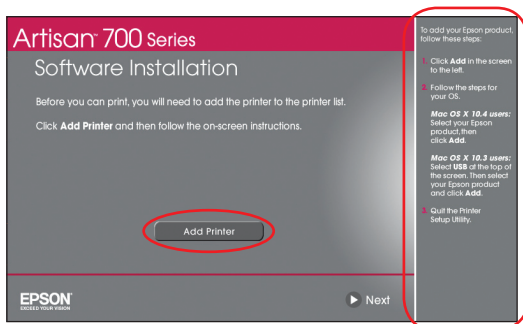 Artisan™ 700 Series
Software Installation
Before you can print, you will need to add the printer to the printer list.
Click Add Printer and then follow the on-screen instructions.
Add Printer
EPSON®
EXCEED YOUR VISION
Next
To add your Epson product,
follow these steps:
1 Click Add in the screen
to the left.
2 Follow the steps for
your OS.
Mac OS X 10.4 users:
Select your Epson
product,then
click Add.
Mac OS X 10.3 users:
Select USB at the top of
the screen. Then select
your Epson product
and click Add.
3 Quit the Printer
Setup Utility.